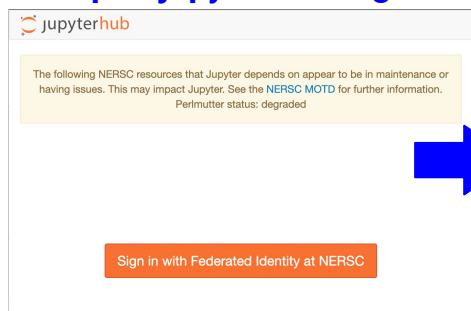 jupyterhub
The following NERSC resources that Jupyter depends on appear to be in maintenance or
having issues. This may impact Jupyter. See the NERSC MOTD for further information.
Perlmutter status: degraded
Sign in with Federated Identity at NERSC